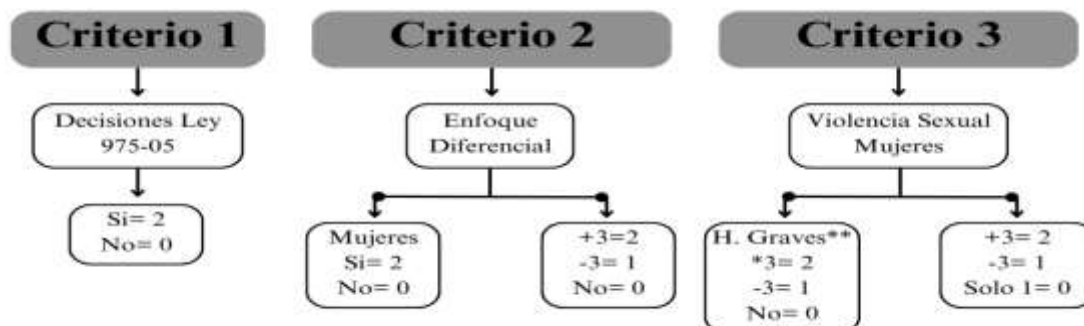 Criterio 1
Decisiones Ley
975-05
Si= 2
No= 0
Criterio 2
Enfoque
Diferencial
Mujeres
Si= 2
No= 0
+3=2
-3= 1
No= 0
Criterio 3
Violencia Sexual
Mujeres
H. Graves**
*3= 2
-3= 1
No= 0
+3= 2
-3= 1
Solo 1= 0